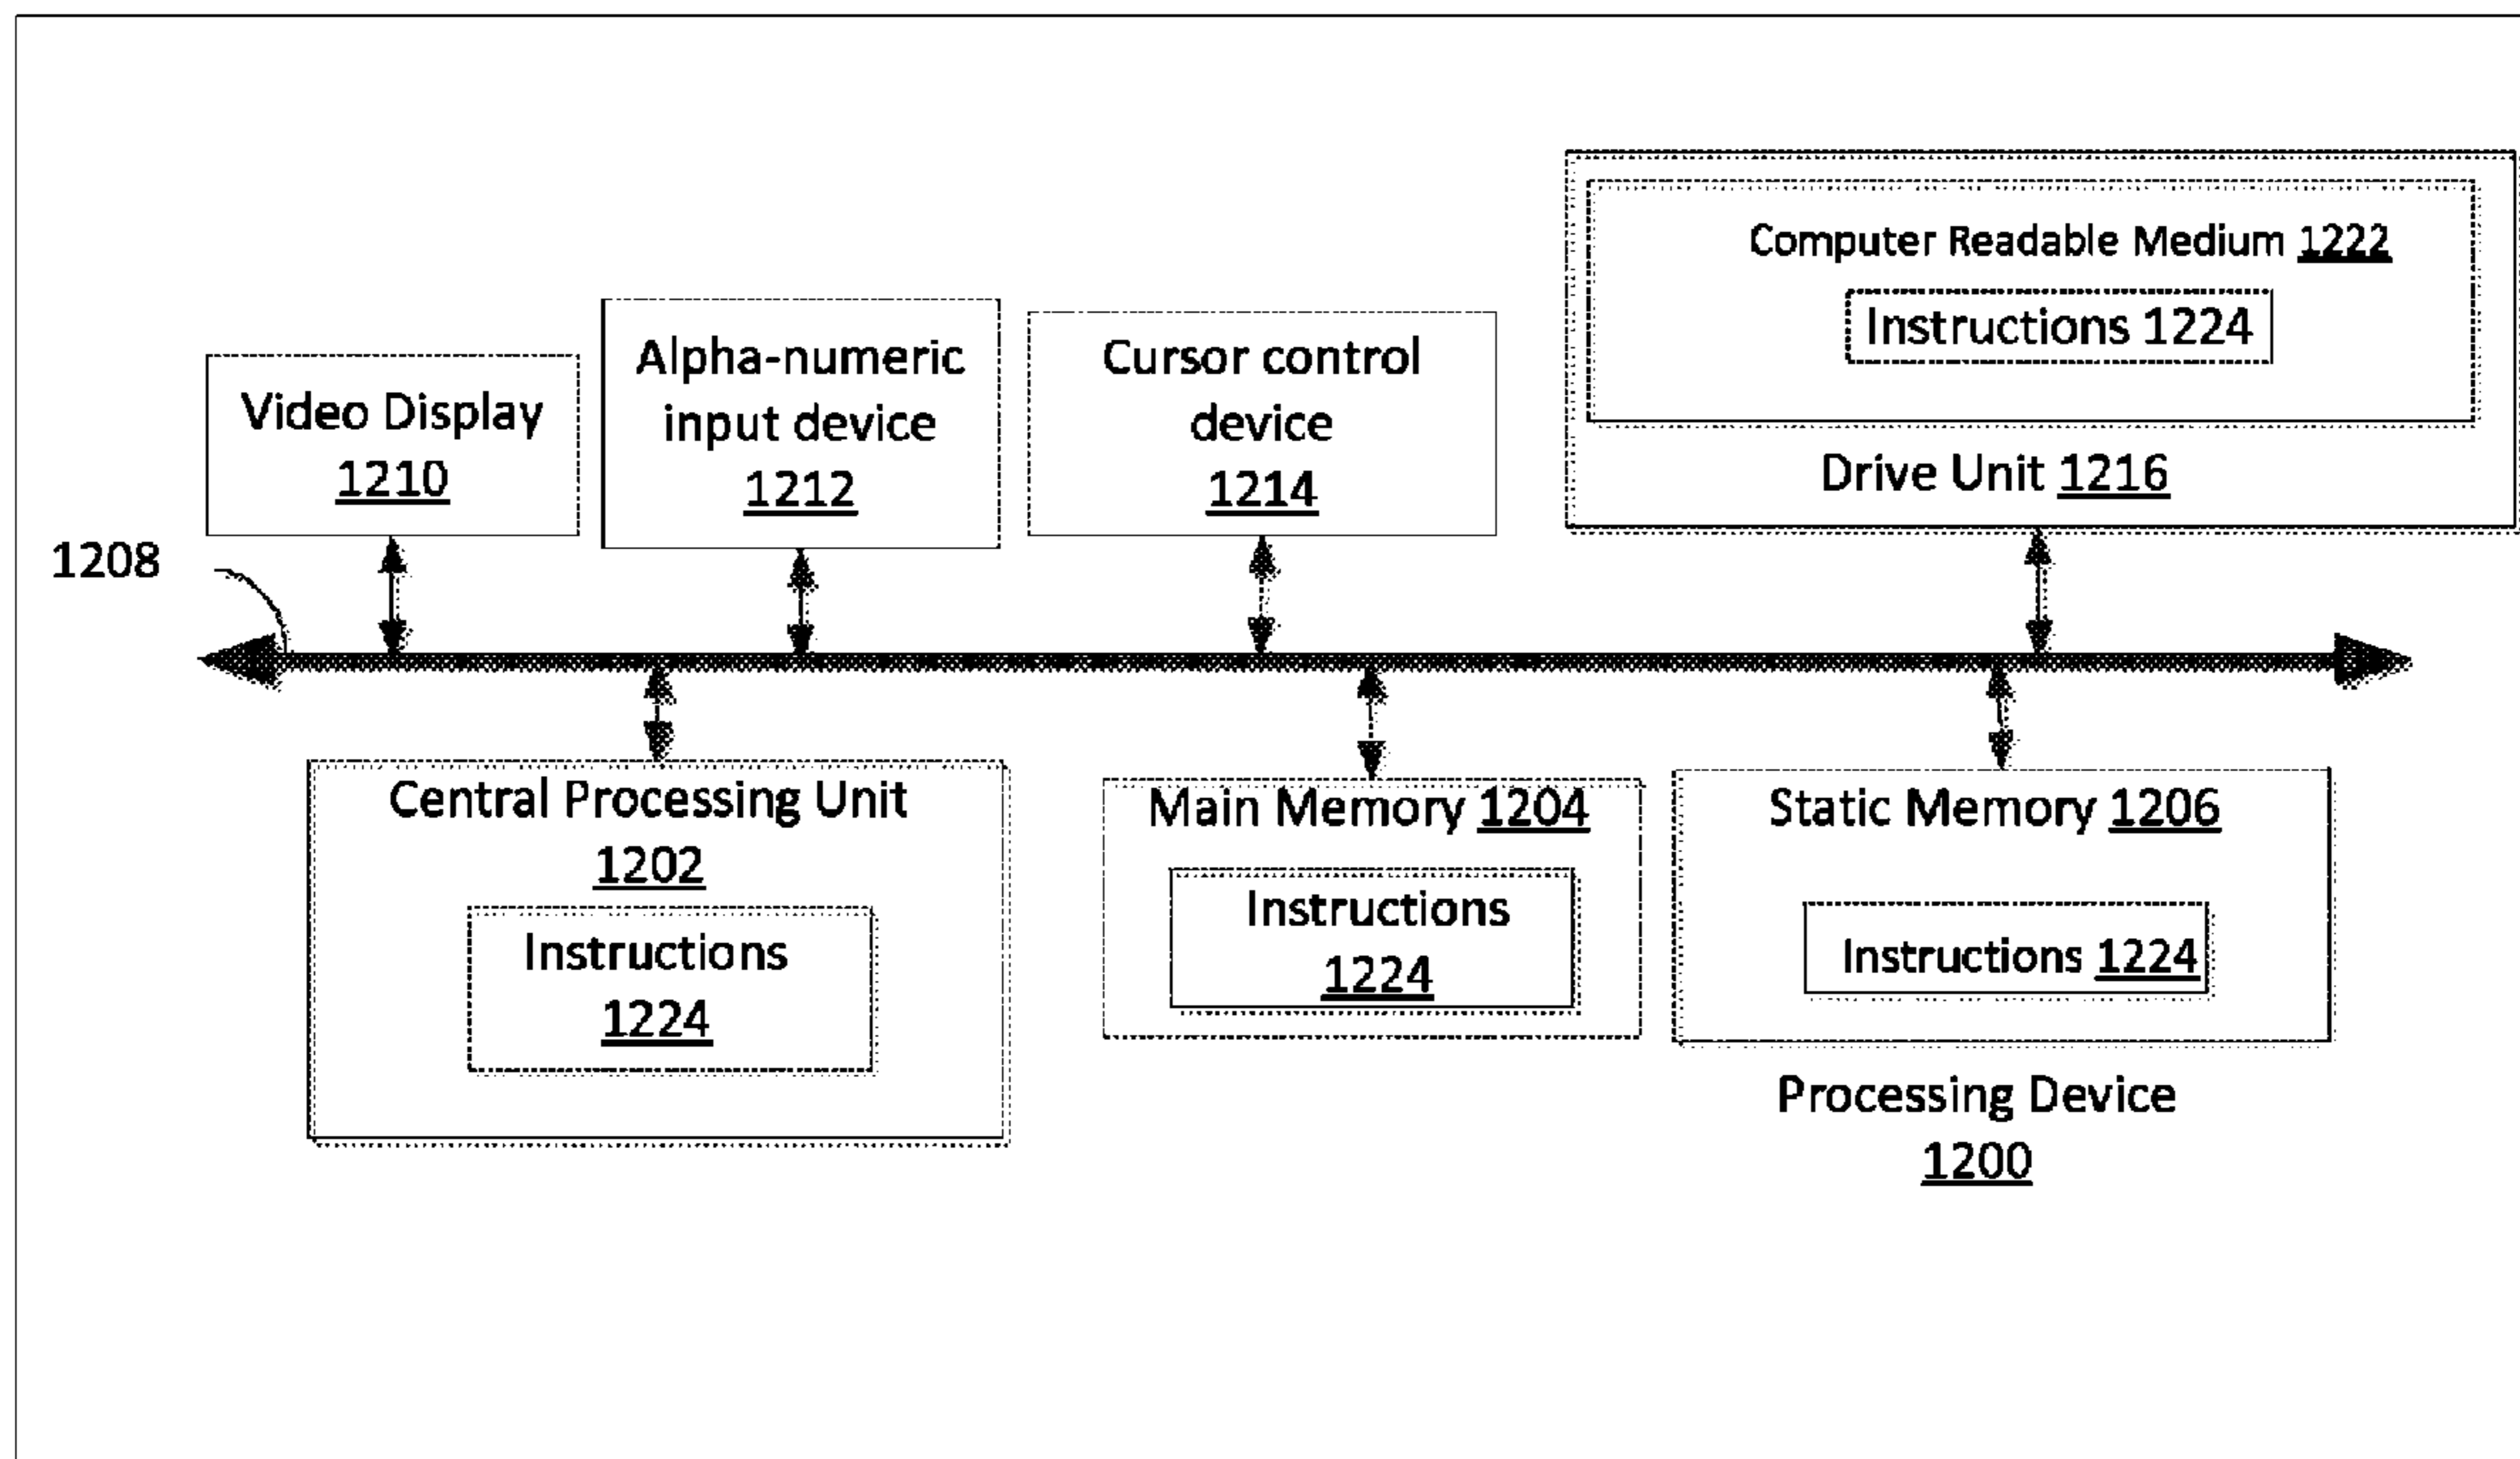 Computer Readable Medium 1222
Instructions 1224
Drive Unit 1216
Video Display
1210
Alpha-numeric
input device
1212
Cursor control
device
1214
1208
Central Processing Unit
1202
Instructions
1224
Main Memory 1204
Instructions
1224
Static Memory 1206
Instructions 1224
Processing Device
1200